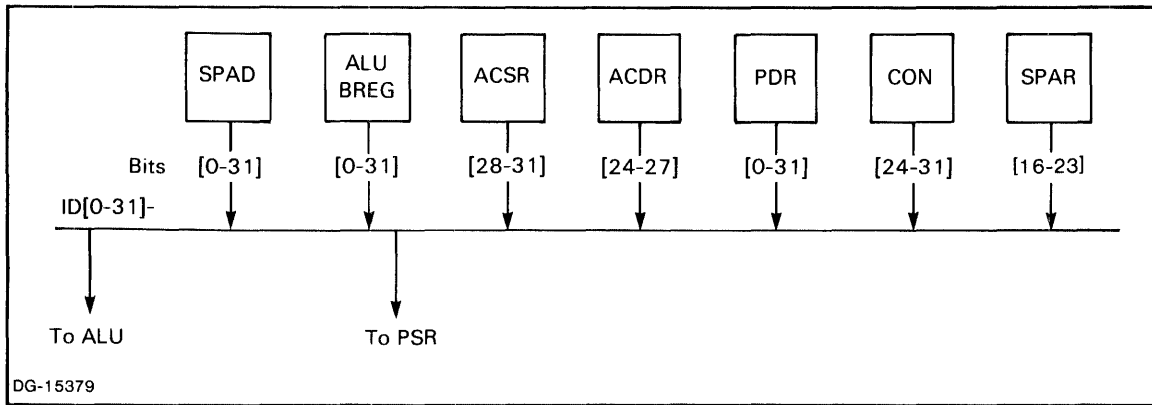 SPAD
ALU
BREG
ACSR
ACDR
PDR
CON
SPAR
Bits [0-31] [0-31] [28-31] [24-27] [0-31] [24-31] [16-23]
ID[0-31]-
To ALU To PSR
DG-15379